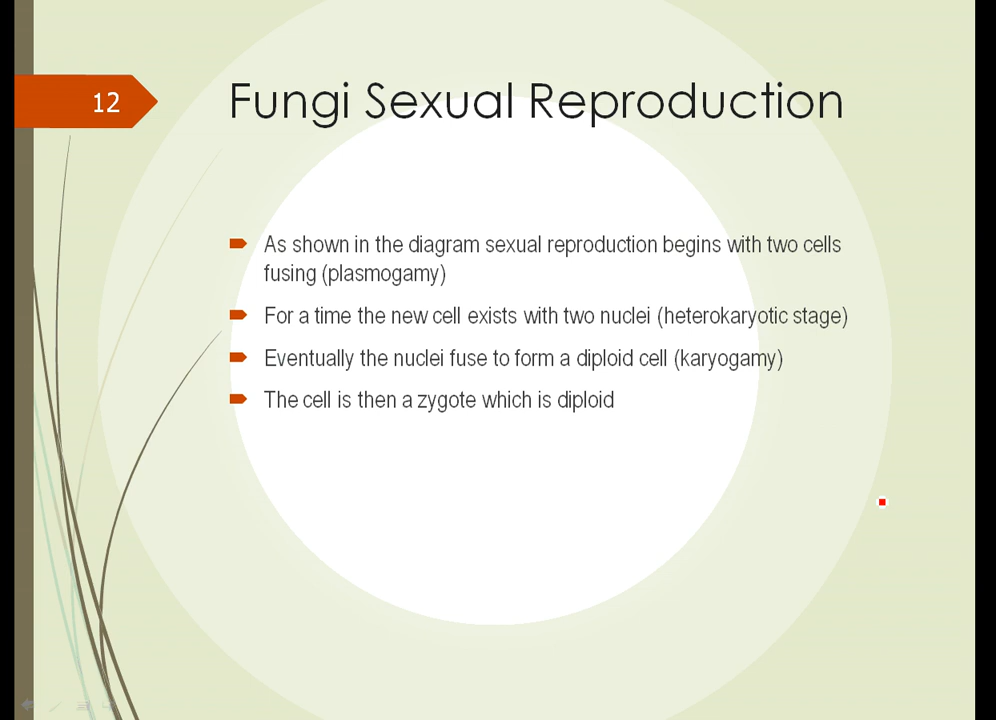 12
Fungi Sexual Reproduction
As shown in the diagram sexual reproduction begins with two cells
fusing (plasmogamy)
For a time the new cell exists with two nuclei (heterokaryotic stage)
Eventually the nuclei fuse to form a diploid cell (karyogamy)
The cell is then a zygote which is diploid